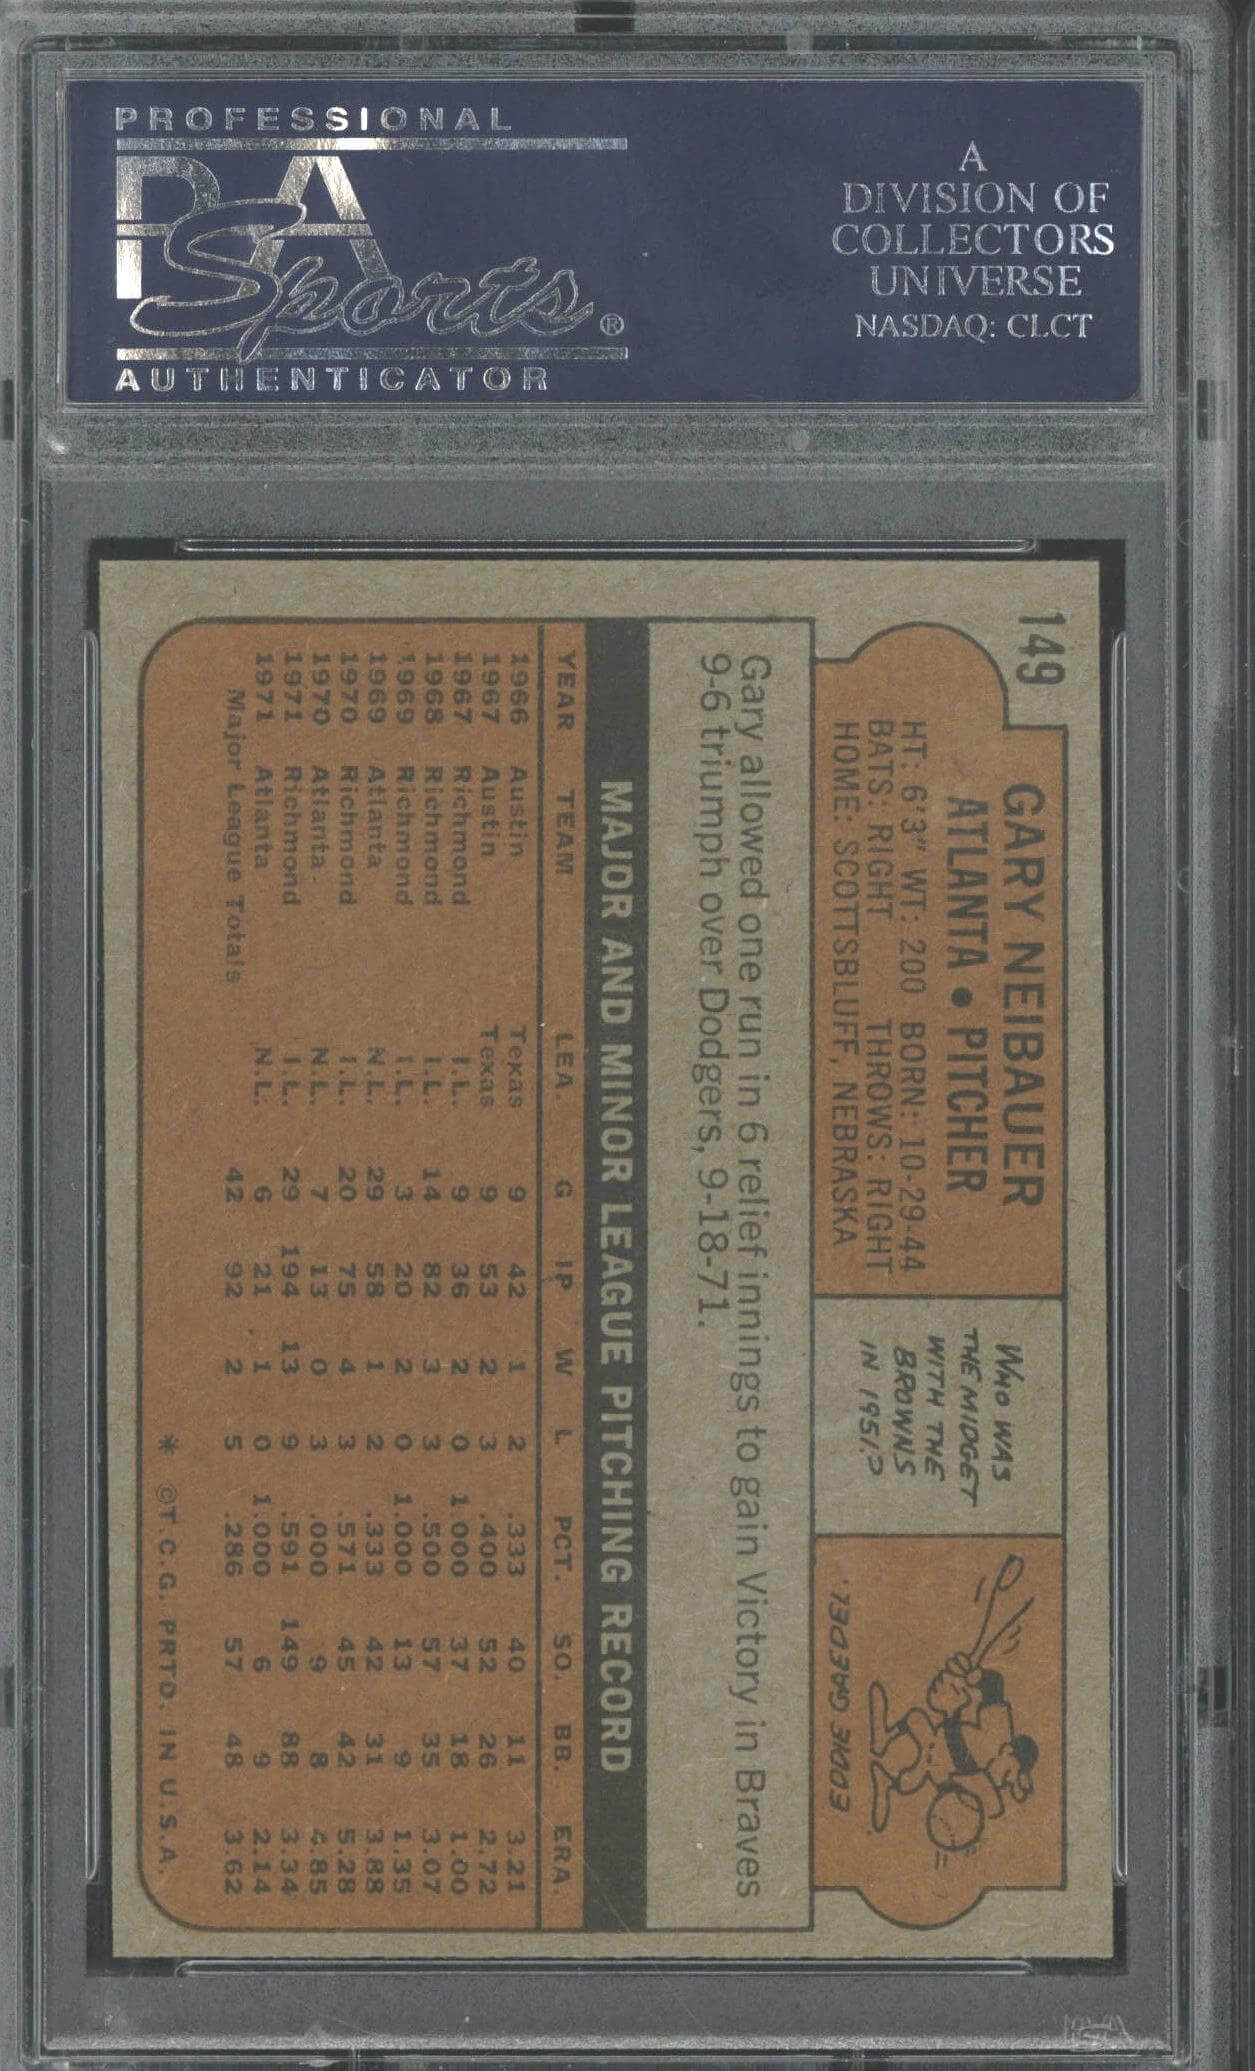 PROFESSIONAL
PSA
Sports®
AUTHENTICATOR
A
DIVISION OF
COLLECTORS
UNIVERSE
NASDAQ: CLCT
149
GARY NEIBAUER
ATLANTA • PITCHER
HT: 6'3" WT: 200 BORN: 10-29-44
BATS: RIGHT THROWS: RIGHT
HOME: SCOTTSBLUFF, NEBRASKA
WHO WAS
THE MIDGET
WITH THE
BROWNS
IN 1951?
EDDIE GAEDEL.
Gary allowed one run in 6 relief innings to gain Victory in Braves
9-6 triumph over Dodgers, 9-18-71.
MAJOR AND MINOR LEAGUE PITCHING RECORD
YEAR TEAM LEA. G IP W L PCT. SO. BB. ERA.
1966 Austin Texas 9 42 1 2 .333 40 11 3.21
1967 Austin Texas 9 53 2 3 .400 52 26 2.72
1967 Richmond I.L. 9 36 2 0 1.000 37 18 1.00
1968 Richmond I.L. 14 82 3 3 .500 57 35 3.07
1969 Richmond I.L. 3 20 2 0 1.000 13 9 1.35
1969 Atlanta N.L. 29 58 1 2 .333 42 31 3.88
1970 Richmond I.L. 20 75 4 3 .571 45 42 5.28
1970 Atlanta N.L. 7 13 0 3 .000 9 8 4.85
1971 Richmond I.L. 29 194 13 9 .591 149 88 3.34
1971 Atlanta N.L. 6 21 1 0 1.000 6 9 2.14
Major League Totals 42 92 2 5 .286 57 48 3.62
* ©T.C.G. PRTD. IN U.S.A.